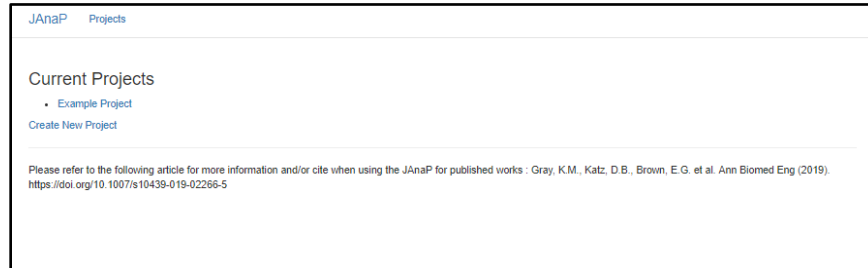 JAnaP Projects
Current Projects
Example Project
Create New Project
Please refer to the following article for more information and/or cite when using the JAnaP for published works : Gray, K.M., Katz, D.B., Brown, E.G. et al. Ann Biomed Eng (2019).
https://doi.org/10.1007/s10439-019-02266-5